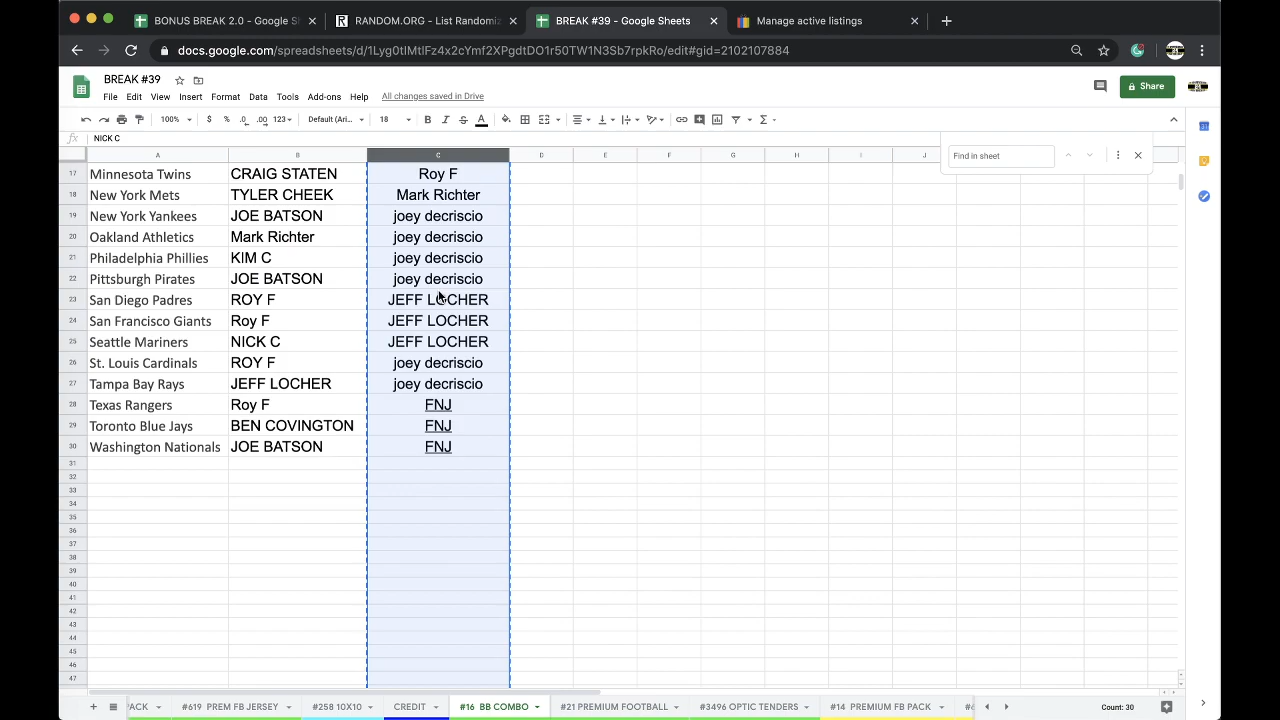 BONUS BREAK 2.0 - Google Sh
RANDOM.ORG - List Randomiz
BREAK #39 - Google Sheets
Manage active listings
docs.google.com/spreadsheets/d/1Lyg0tIMtlFz4x2cYmf2XPgdtDO1r50TW1N3Sb7rpkRo/edit#gid=2102107884
BREAK #39
File Edit View Insert Format Data Tools Add-ons Help All changes saved in Drive
Share
100% $ % .0 .00 123 Default (Ari... 18 B I S A
fx NICK C
Find in sheet
A B C D E F G H I J
17 Minnesota Twins CRAIG STATEN Roy F
18 New York Mets TYLER CHEEK Mark Richter
19 New York Yankees JOE BATSON joey decriscio
20 Oakland Athletics Mark Richter joey decriscio
21 Philadelphia Phillies KIM C joey decriscio
22 Pittsburgh Pirates JOE BATSON joey decriscio
23 San Diego Padres ROY F JEFF LOCHER
24 San Francisco Giants Roy F JEFF LOCHER
25 Seattle Mariners NICK C JEFF LOCHER
26 St. Louis Cardinals ROY F joey decriscio
27 Tampa Bay Rays JEFF LOCHER joey decriscio
28 Texas Rangers Roy F FNJ
29 Toronto Blue Jays BEN COVINGTON FNJ
30 Washington Nationals JOE BATSON FNJ
31
32
33
34
35
36
37
38
39
40
41
42
43
44
45
46
47
PACK #619 PREM FB JERSEY #258 10X10 CREDIT #16 BB COMBO #21 PREMIUM FOOTBALL #3496 OPTIC TENDERS #14 PREMIUM FB PACK Count: 30